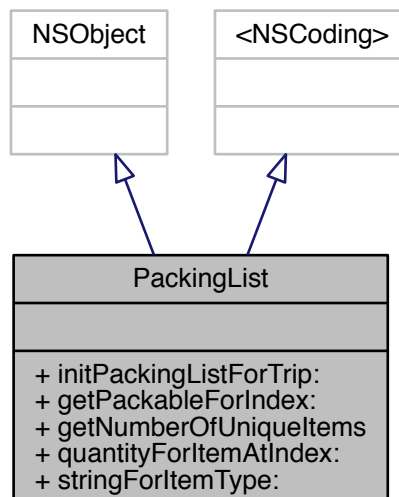 NSObject
<NSCoding>
PackingList
+ initPackingListForTrip:
+ getPackableForIndex:
+ getNumberOfUniqueItems
+ quantityForItemAtIndex:
+ stringForItemType: